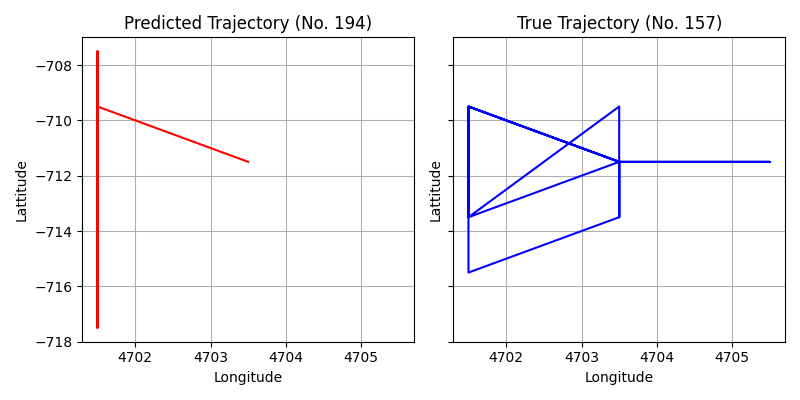 Predicted Trajectory (No. 194)
True Trajectory (No. 157)
Lattitude
−708
−710
−712
−714
−716
−718
4702
4703
4704
4705
Longitude
Lattitude
4702
4703
4704
4705
Longitude